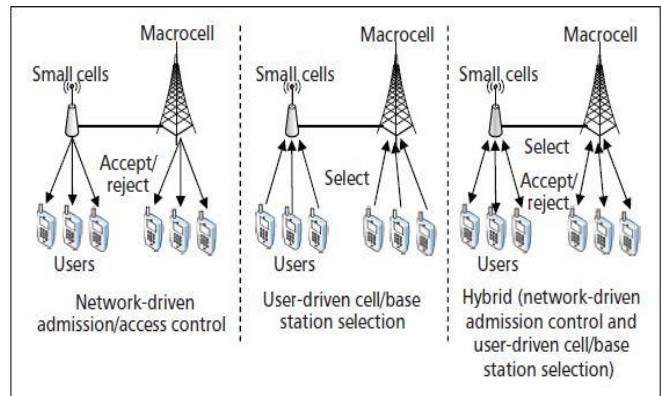 Macrocell
Small cells
Accept/
reject
Users
Network-driven
admission/access control
Macrocell
Small cells
Select
User-driven cell/base
station selection
Macrocell
Small cells
Select
Accept/
reject
Users
Hybrid (network-driven
admission control and
user-driven cell/base
station selection)